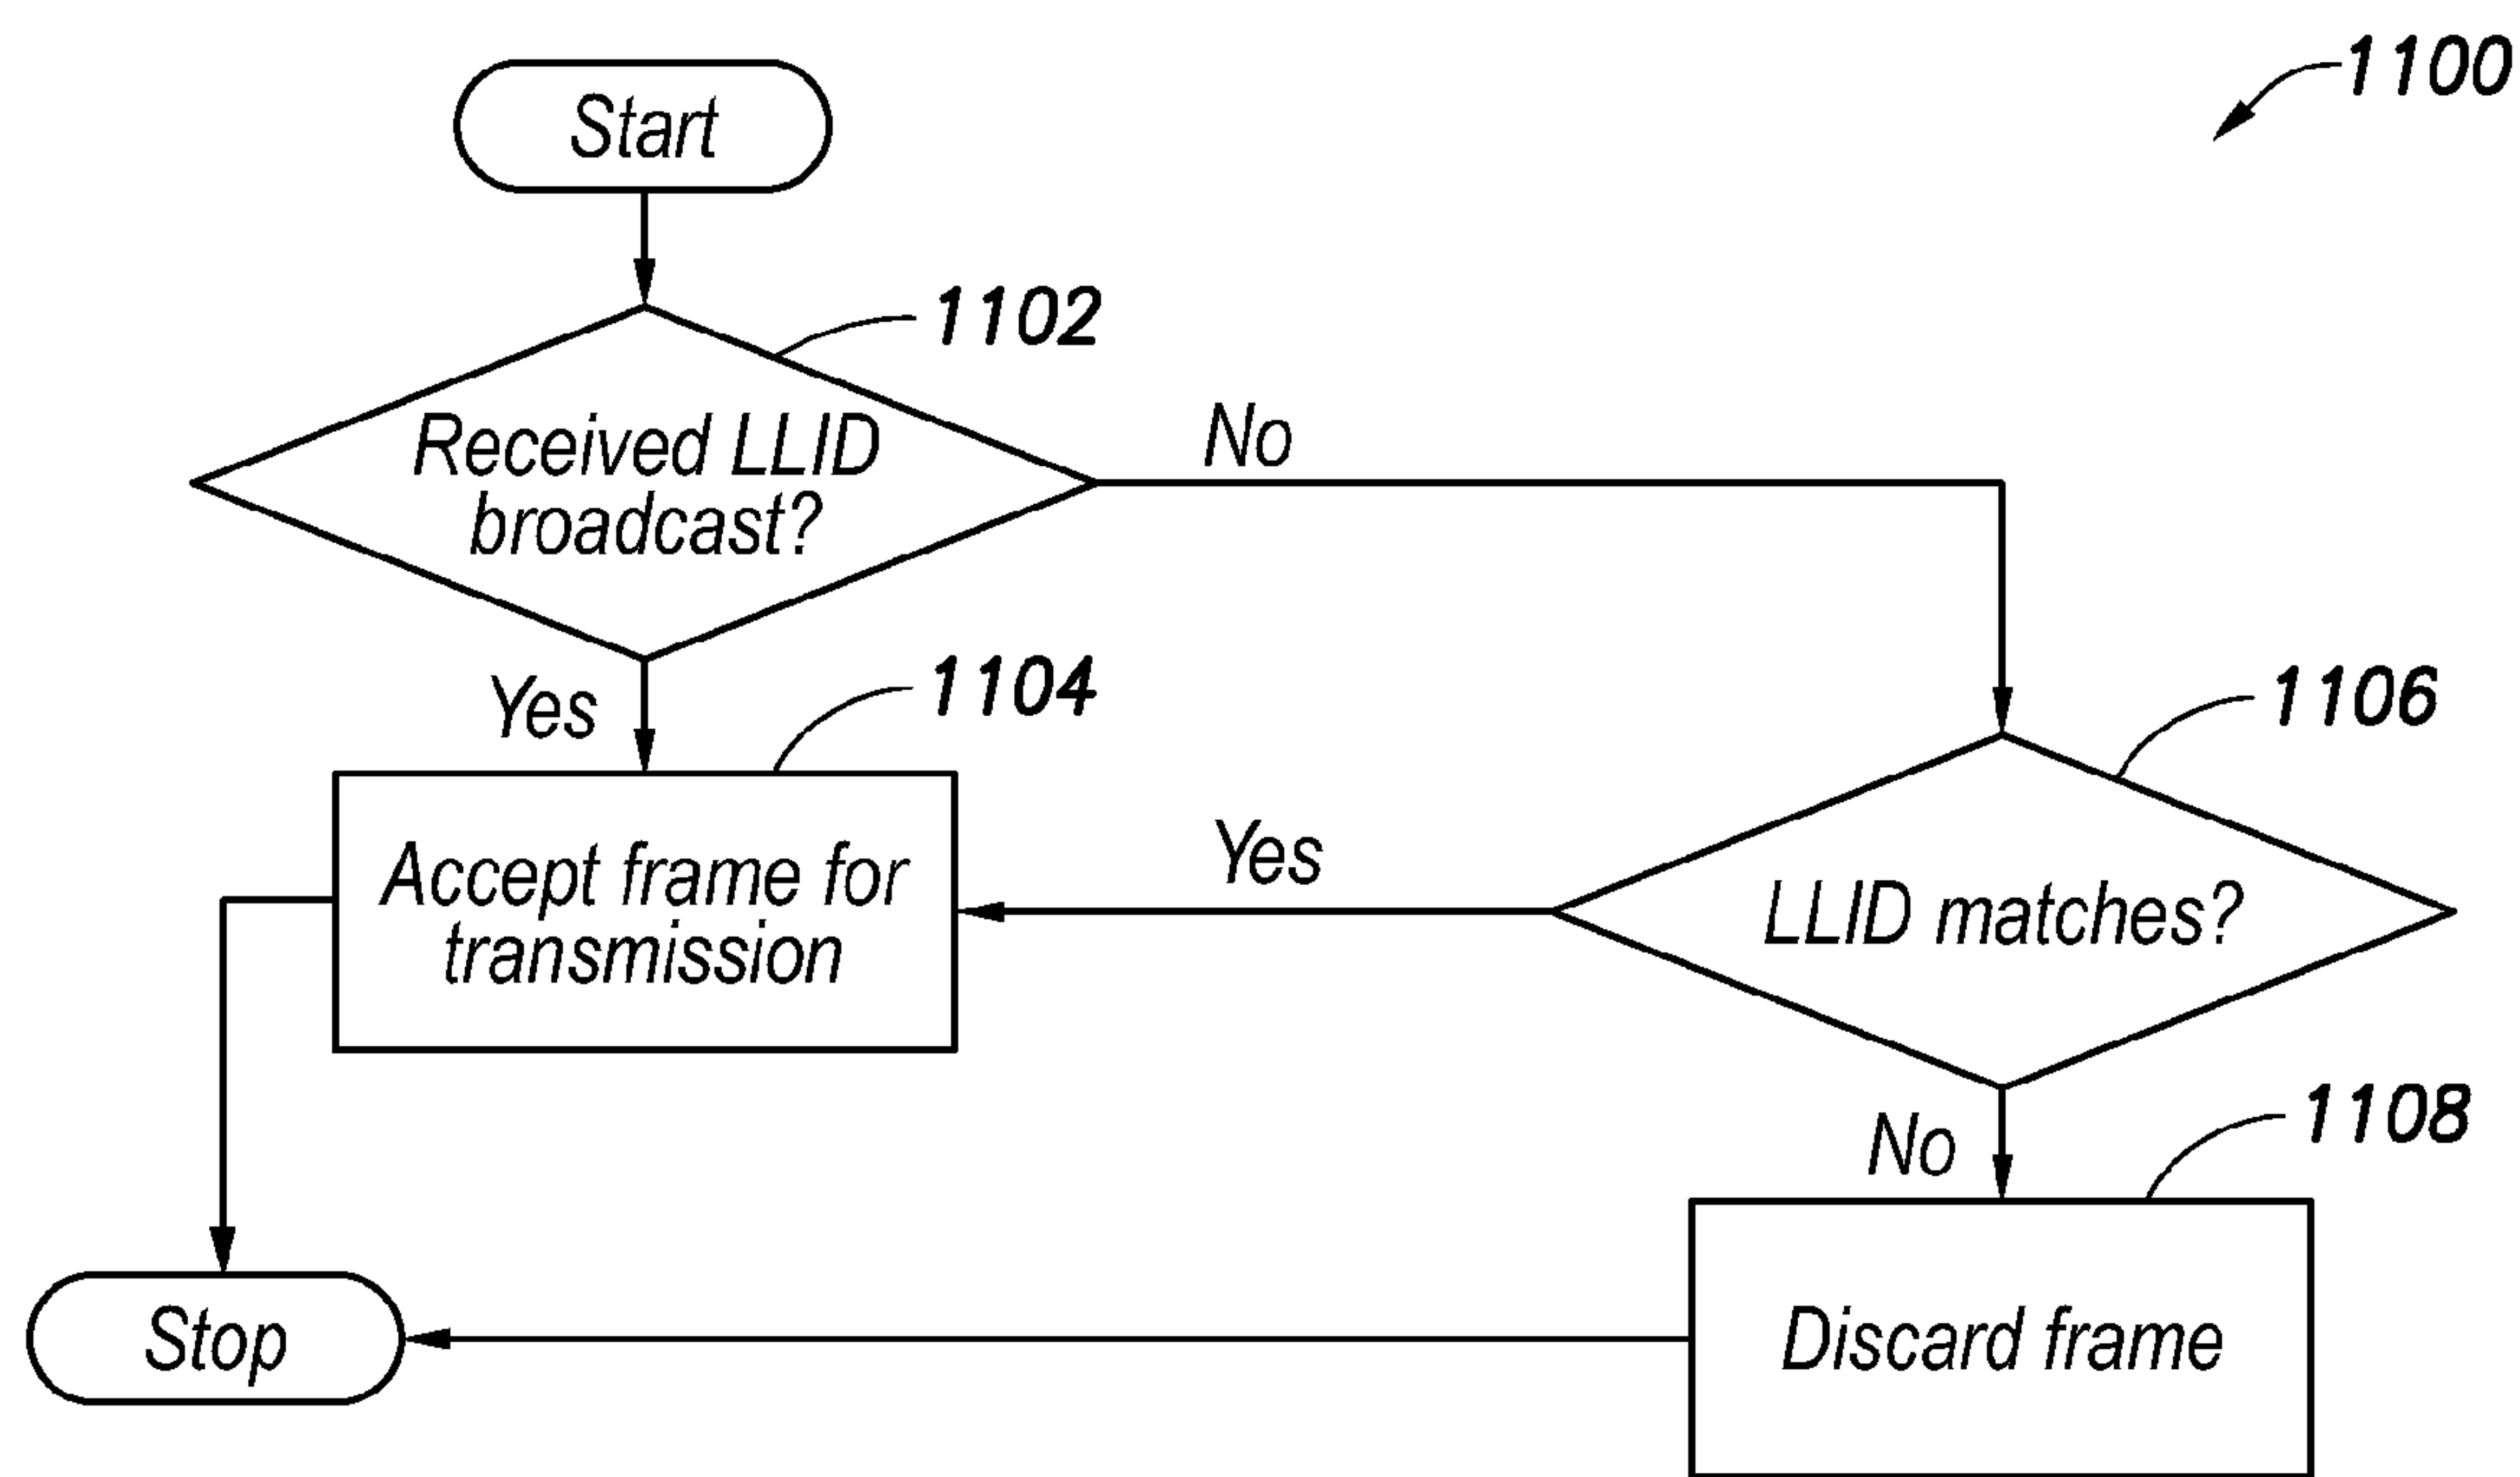 1100
Start
1102
Received LLID
broadcast?
No
Yes
1104
1106
Accept frame for
transmission
Yes
LLID matches?
No
1108
Stop
Discard frame